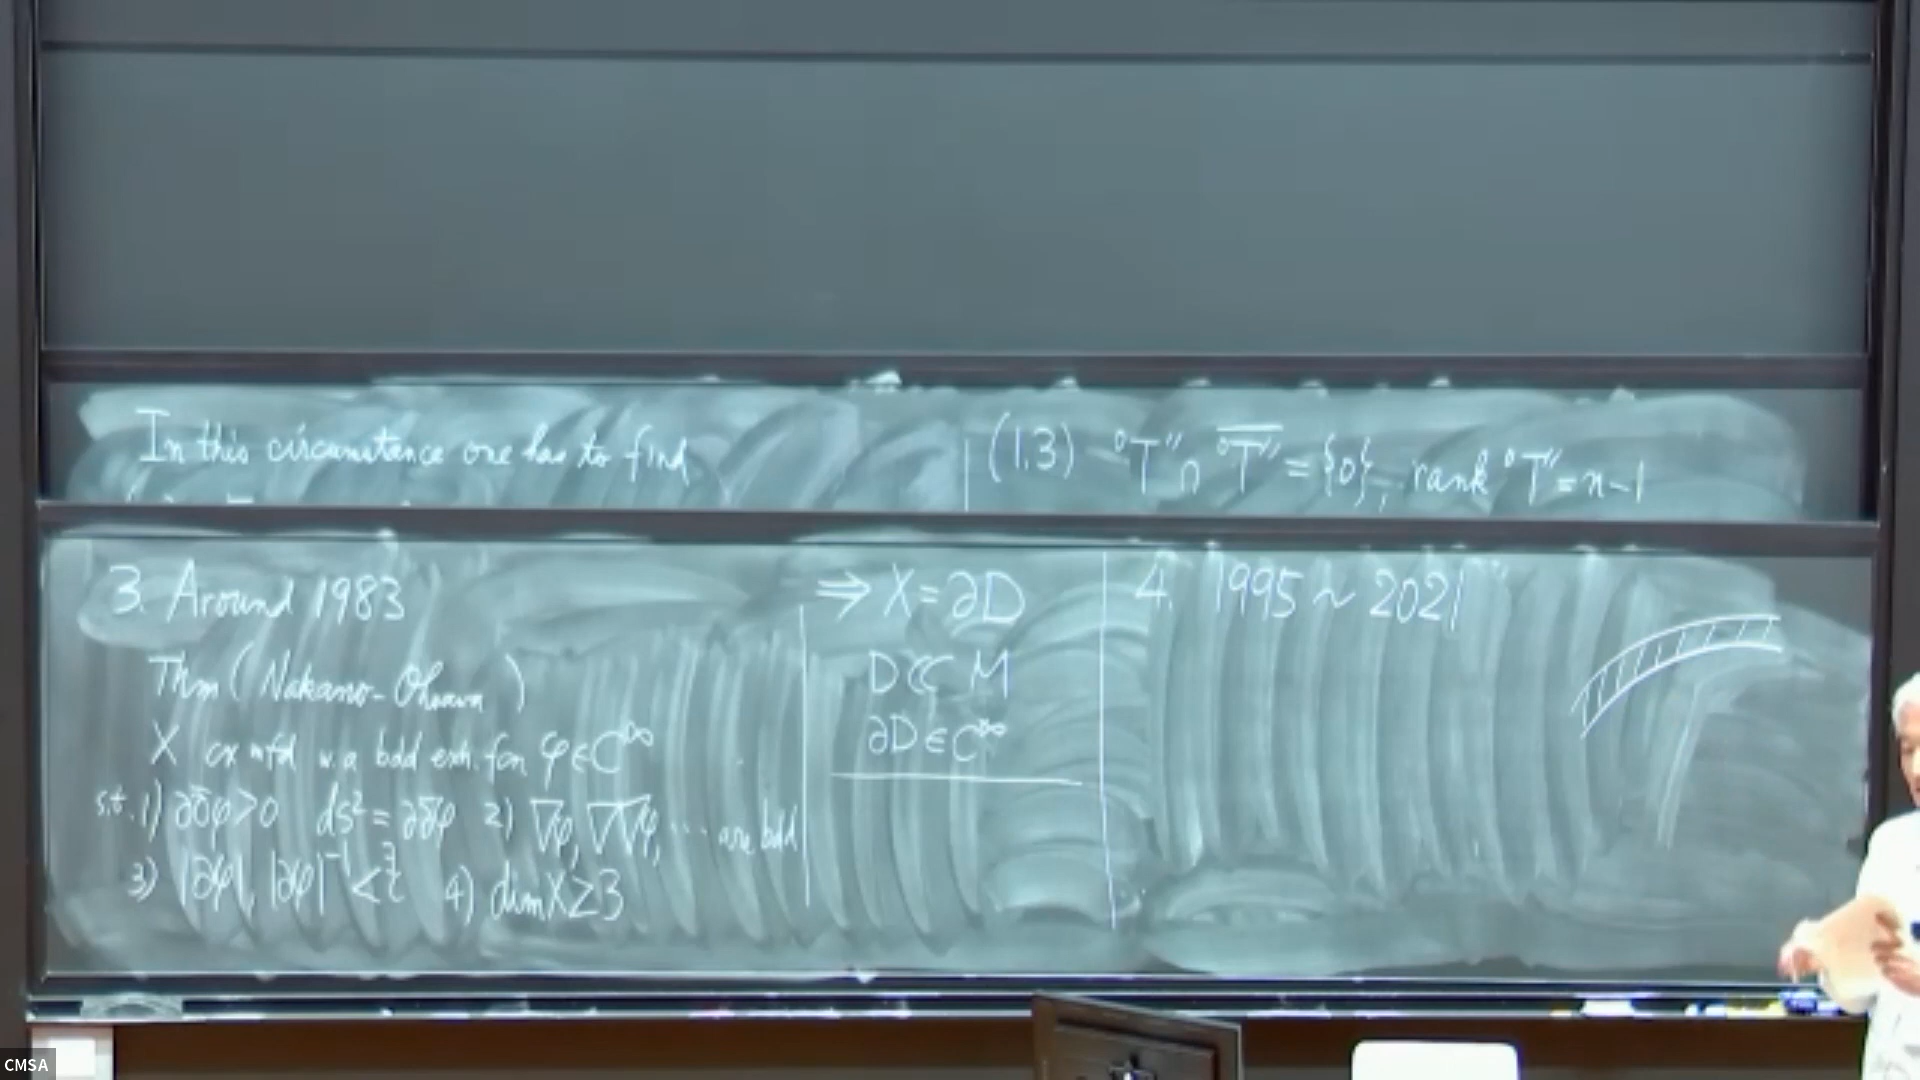 In this circumstance one has to find
(1.3) °T″ ∩ \overline{°T″} = {0}, rank °T″ = n-1
3. Around 1983
Thm (Nakano-Ohsawa)
X cx mfd w. a bdd exh. fcn φ ∈ C^∞
s.t. 1) ∂∂̄φ > 0 ds² = ∂∂̄φ 2) ∇φ, ∇∇φ, ... are bdd
3) |∂φ|, |∂φ|⁻¹ < 4) dim X ≥ 3
⇒ X = ∂D
D ⊂⊂ M
∂D ∈ C^∞
4. 1995 ~ 2021
CMSA